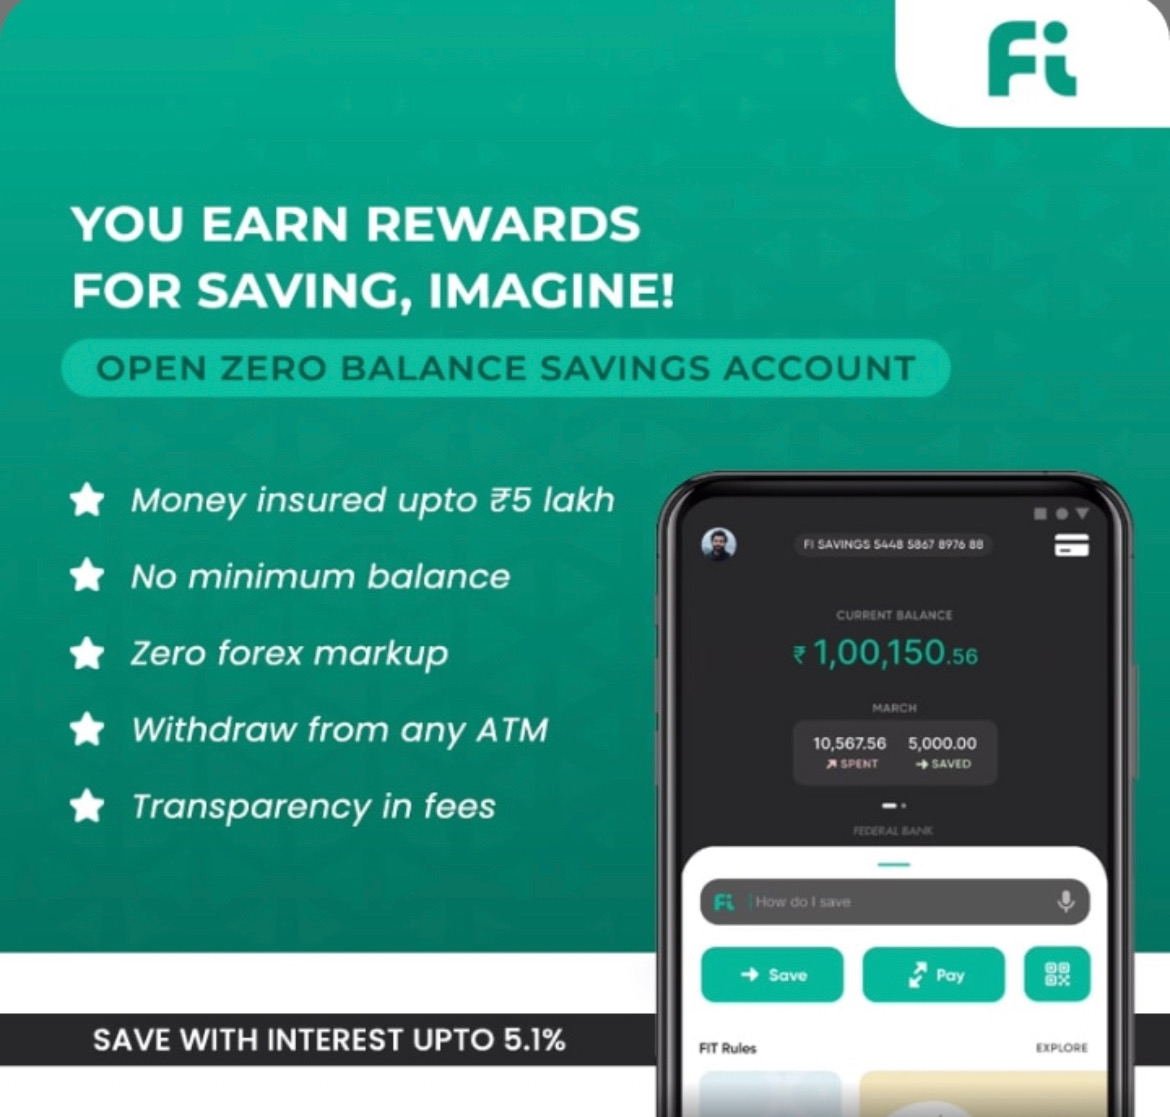 Fi
YOU EARN REWARDS
FOR SAVING, IMAGINE!
OPEN ZERO BALANCE SAVINGS ACCOUNT
Money insured upto ₹5 lakh
No minimum balance
Zero forex markup
Withdraw from any ATM
Transparency in fees
FI SAVINGS 5448 5867 8976 88
CURRENT BALANCE
₹ 1,00,150.56
MARCH
10,567.56 5,000.00
SPENT SAVED
FEDERAL BANK
Fi How do I save
Save Pay
FIT Rules EXPLORE
SAVE WITH INTEREST UPTO 5.1%